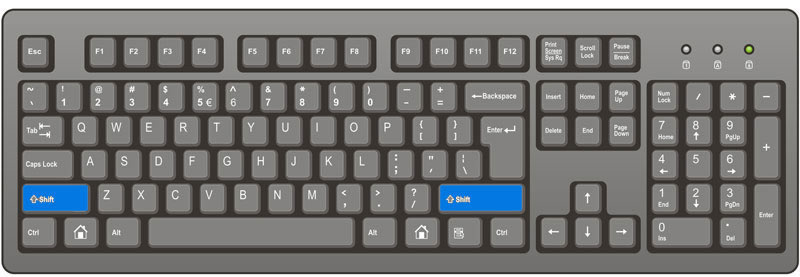 Esc F1 F2 F3 F4 F5 F6 F7 F8 F9 F10 F11 F12 Print Screen Sys Rq Scroll Lock Pause Break
1 A
~ ` ! 1 @ 2 # 3 $ 4 % 5 € ^ 6 & 7 * 8 ( 9 ) 0 _ - + = ←Backspace Insert Home Page Up Num Lock / * -
Tab Q W E R T Y U I O P { [ } ] Enter Delete End Page Down 7 Home 8 ↑ 9 PgUp +
Caps Lock A S D F G H J K L : ; " ' | \ 4 ← 5 6 →
⇧Shift Z X C V B N M < , > . ? / ⇧Shift ↑ 1 End 2 ↓ 3 PgDn Enter
Ctrl Alt Alt Ctrl ← ↓ → 0 Ins . Del